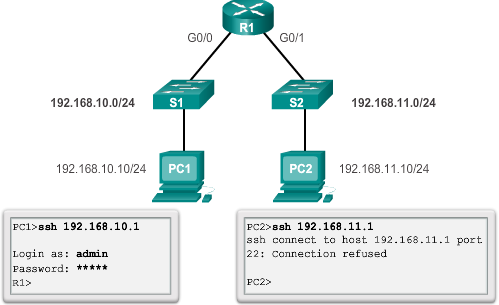 R1
G0/0
G0/1
192.168.10.0/24
S1
S2
192.168.11.0/24
192.168.10.10/24
PC1
PC2
192.168.11.10/24
PC1>ssh 192.168.10.1
Login as: admin
Password: *****
R1>
PC2>ssh 192.168.11.1
ssh connect to host 192.168.11.1 port
22: Connection refused
PC2>